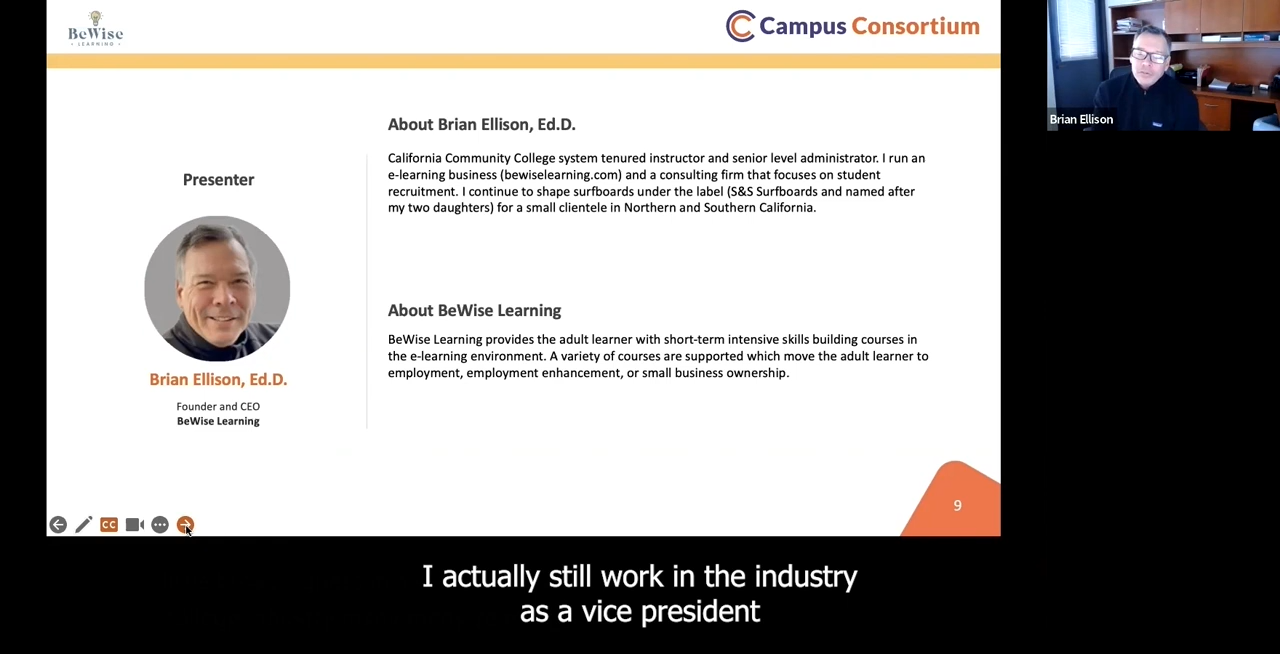 BeWise
• LEARNING •
Campus Consortium
Brian Ellison
About Brian Ellison, Ed.D.
California Community College system tenured instructor and senior level administrator. I run an
e-learning business (bewiselearning.com) and a consulting firm that focuses on student
recruitment. I continue to shape surfboards under the label (S&S Surfboards and named after
my two daughters) for a small clientele in Northern and Southern California.
Presenter
Brian Ellison, Ed.D.
Founder and CEO
BeWise Learning
About BeWise Learning
BeWise Learning provides the adult learner with short-term intensive skills building courses in
the e-learning environment. A variety of courses are supported which move the adult learner to
employment, employment enhancement, or small business ownership.
9
CC
I actually still work in the industry
as a vice president